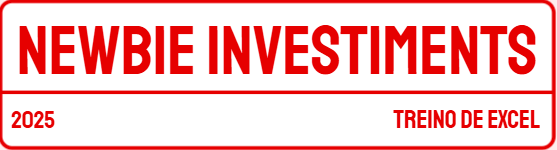 NEWBIE INVESTIMENTS
2025
TREINO DE EXCEL